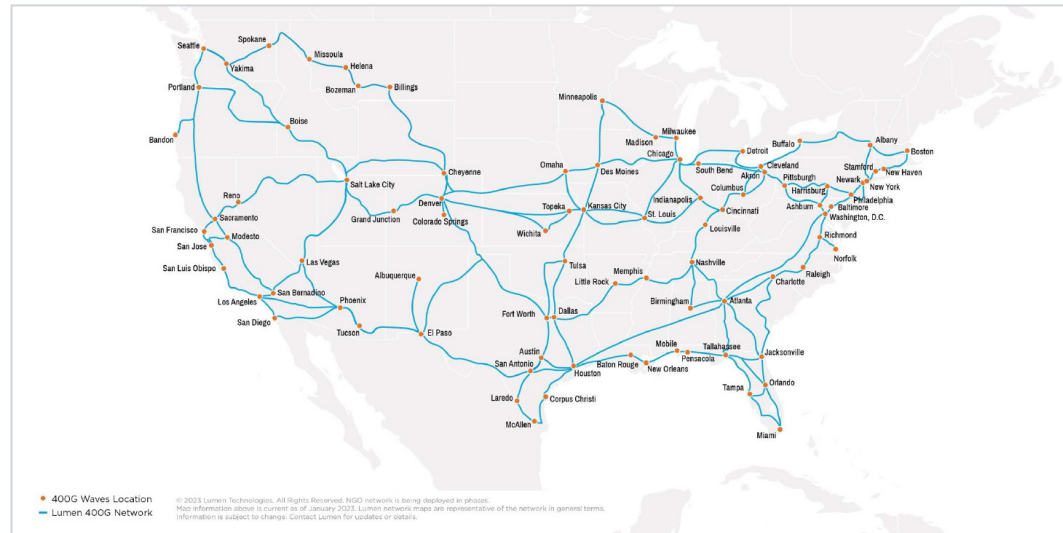 Seattle
Spokane
Missoula
Helena
Yakima
Portland
Bozeman
Billings
Boise
Bandon
Minneapolis
Madison
Milwaukee
Chicago
Detroit
Buffalo
Albany
Boston
Stamford
New Haven
Newark
New York
Cleveland
Akron
Pittsburgh
Harrisburg
Philadelphia
South Bend
Columbus
Ashburn
Baltimore
Washington, D.C.
Omaha
Des Moines
Cheyenne
Salt Lake City
Denver
Grand Junction
Colorado Springs
Reno
Sacramento
San Francisco
Modesto
San Jose
San Luis Obispo
Las Vegas
Los Angeles
San Bernadino
San Diego
Phoenix
Tucson
Albuquerque
El Paso
Topeka
Kansas City
Wichita
St. Louis
Indianapolis
Cincinnati
Louisville
Richmond
Norfolk
Raleigh
Charlotte
Nashville
Memphis
Little Rock
Tulsa
Birmingham
Atlanta
Fort Worth
Dallas
Austin
San Antonio
Houston
Baton Rouge
New Orleans
Mobile
Pensacola
Tallahassee
Jacksonville
Orlando
Tampa
Miami
Laredo
Corpus Christi
McAllen
400G Waves Location
Lumen 400G Network
© 2023 Lumen Technologies. All Rights Reserved. NGO network is being deployed in phases.
Map information above is current as of January 2023. Lumen network maps are representative of the network in general terms.
Information is subject to change. Contact Lumen for updates or details.